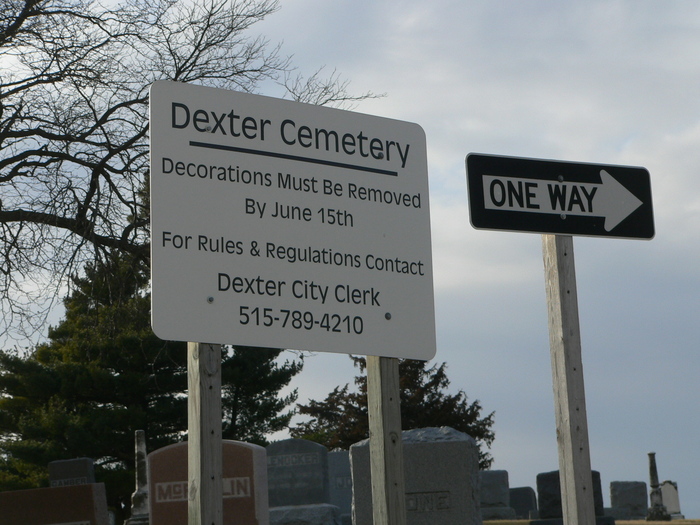 Dexter Cemetery
Decorations Must Be Removed
By June 15th
For Rules & Regulations Contact
Dexter City Clerk
515-789-4210
ONE WAY